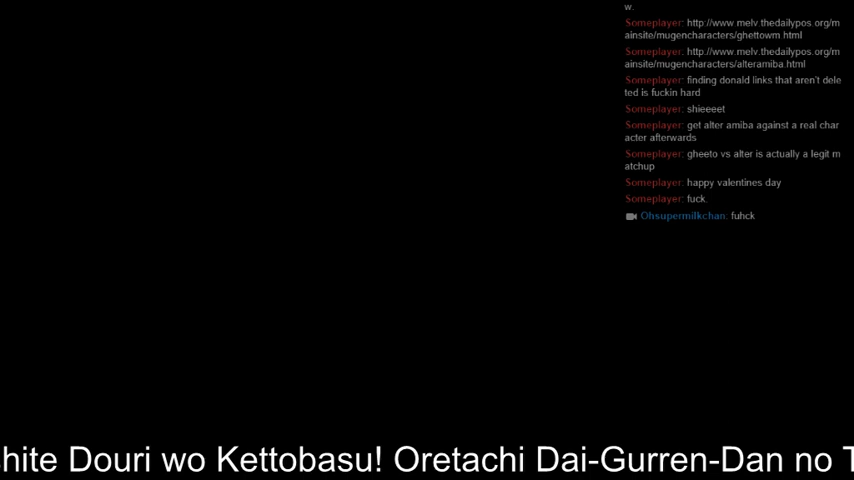 w.
Someplayer: http://www.melv.thedailypos.org/m
ainsite/mugencharacters/ghettowm.html
Someplayer: http://www.melv.thedailypos.org/m
ainsite/mugencharacters/alteramiba.html
Someplayer: finding donald links that aren't dele
ted is fuckin hard
Someplayer: shieeeet
Someplayer: get alter amiba against a real char
acter afterwards
Someplayer: gheeto vs alter is actually a legit m
atchup
Someplayer: happy valentines day
Someplayer: fuck.
Ohsupermilkchan: fuhck
hite Douri wo Kettobasu! Oretachi Dai-Gurren-Dan no T